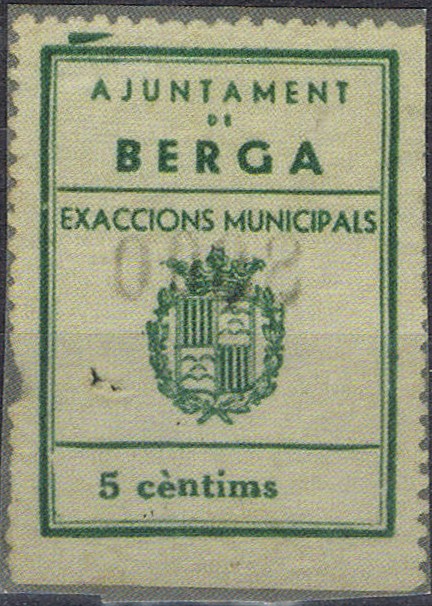 AJUNTAMENT
DE
BERGA
EXACCIONS MUNICIPALS
5 cèntims